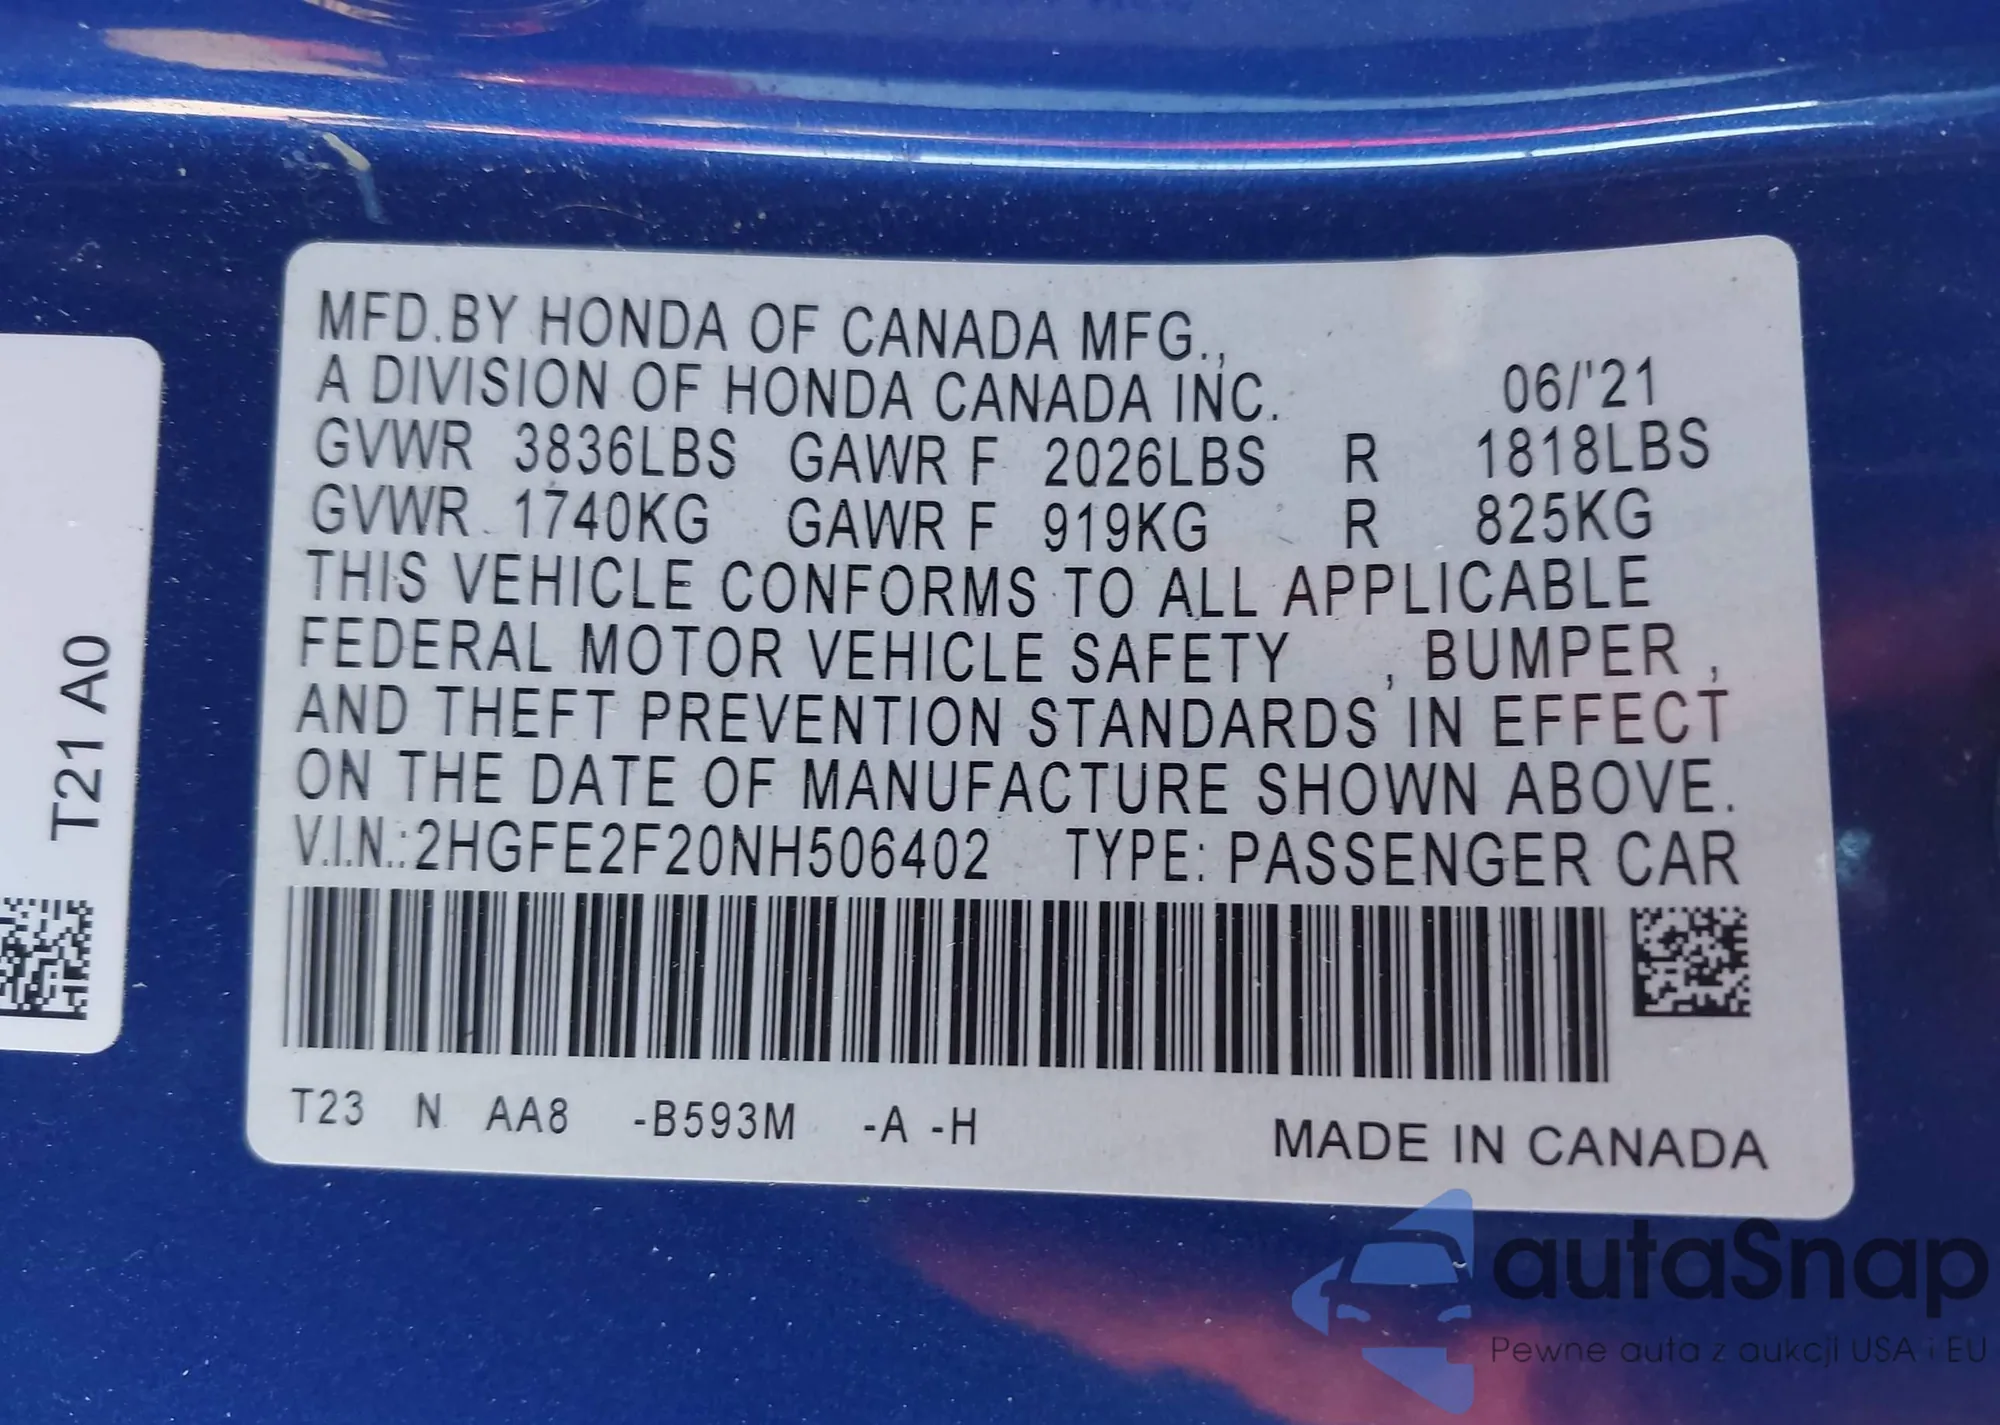 MFD.BY HONDA OF CANADA MFG.,
A DIVISION OF HONDA CANADA INC. 06/'21
GVWR 3836LBS GAWR F 2026LBS R 1818LBS
GVWR 1740KG GAWR F 919KG R 825KG
THIS VEHICLE CONFORMS TO ALL APPLICABLE
FEDERAL MOTOR VEHICLE SAFETY , BUMPER ,
AND THEFT PREVENTION STANDARDS IN EFFECT
ON THE DATE OF MANUFACTURE SHOWN ABOVE.
V.I.N.:2HGFE2F20NH506402 TYPE: PASSENGER CAR
T23 N AA8 -B593M -A -H
MADE IN CANADA
T21 A0
autaSnap
Pewne auta z aukcji USA i EU